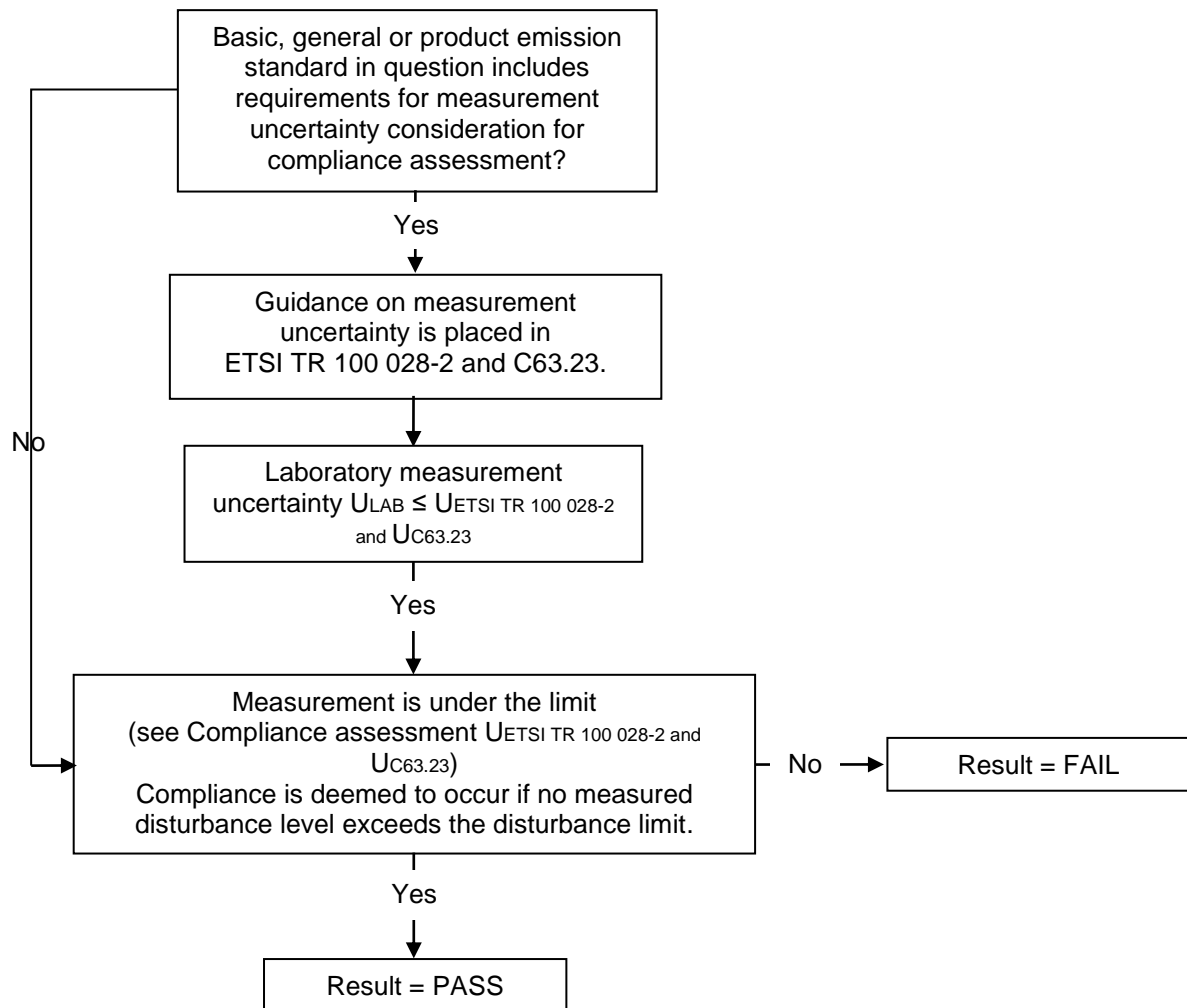 Basic, general or product emission
standard in question includes
requirements for measurement
uncertainty consideration for
compliance assessment?
Yes
Guidance on measurement
uncertainty is placed in
ETSI TR 100 028-2 and C63.23.
No
Laboratory measurement
uncertainty ULAB ≤ UETSI TR 100 028-2
and UC63.23
Yes
Measurement is under the limit
(see Compliance assessment UETSI TR 100 028-2 and
UC63.23)
Compliance is deemed to occur if no measured
disturbance level exceeds the disturbance limit.
No
Result = FAIL
Yes
Result = PASS